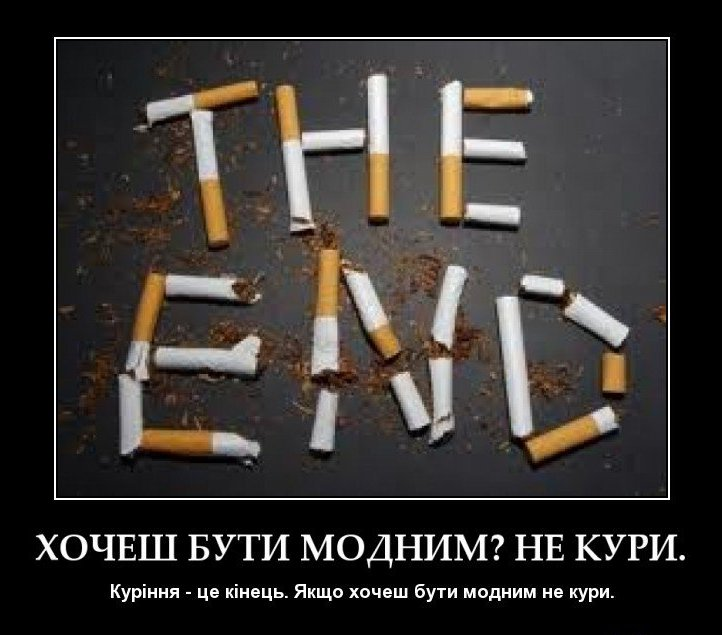 THE
END
ХОЧЕШ БУТИ МОДНИМ? НЕ КУРИ.
Куріння - це кінець. Якщо хочеш бути модним не кури.